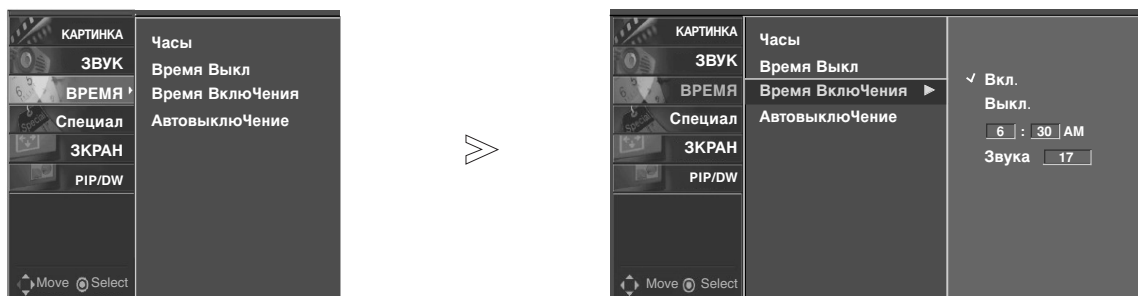 КАРТИНКА
ЗВУК
ВРЕМЯ
Специал
ЗКРАН
PIP/DW
Move Select
Часы
Время Выкл
Время ВклюЧения
АвтовыклюЧение
КАРТИНКА
ЗВУК
ВРЕМЯ
Специал
ЗКРАН
PIP/DW
Move Select
Часы
Время Выкл
Время ВклюЧения
АвтовыклюЧение
Вкл.
Выкл.
6 : 30 AM
Звука 17